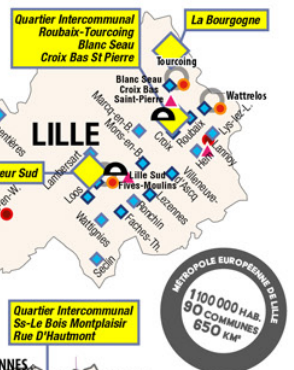 Quartier Intercommunal
Roubaix-Tourcoing
Blanc Seau
Croix Bas St Pierre
La Bourgogne
Tourcoing
Blanc Seau
Croix Bas
Saint-Pierre
Wattrelos
Marcq-en-B.
Mons-en-B.
Croix
Roubaix
Lys-lez-L.
Lannoy
Hem
LILLE
Lambersart
eur Sud
Loos
Lille Sud
Fives-Moulins
Villeneuve-
d'Ascq
Lezennes
Ronchin
Faches-Th.
Wattignies
Seclin
en-W.
MÉTROPOLE EUROPÉENNE DE LILLE
1 100 000 HAB.
90 COMMUNES
650 KM²
Quartier Intercommunal
Ss-Le Bois Montplaisir
Rue D'Hautmont
NNES